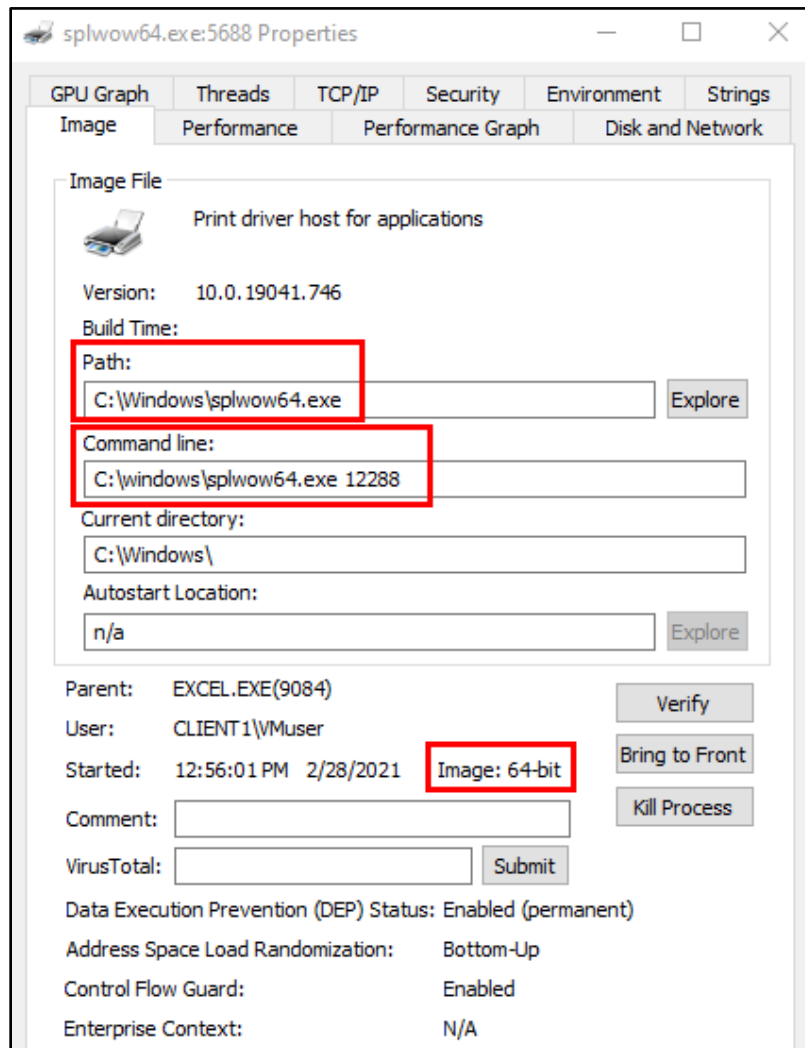 splwow64.exe:5688 Properties
GPU Graph Threads TCP/IP Security Environment Strings
Image Performance Performance Graph Disk and Network
Image File
Print driver host for applications
Version: 10.0.19041.746
Build Time:
Path:
C:\Windows\splwow64.exe Explore
Command line:
C:\windows\splwow64.exe 12288
Current directory:
C:\Windows\
Autostart Location:
n/a Explore
Parent: EXCEL.EXE(9084)
Verify
User: CLIENT1\VMuser
Bring to Front
Started: 12:56:01 PM 2/28/2021 Image: 64-bit
Kill Process
Comment:
VirusTotal: Submit
Data Execution Prevention (DEP) Status: Enabled (permanent)
Address Space Load Randomization: Bottom-Up
Control Flow Guard: Enabled
Enterprise Context: N/A